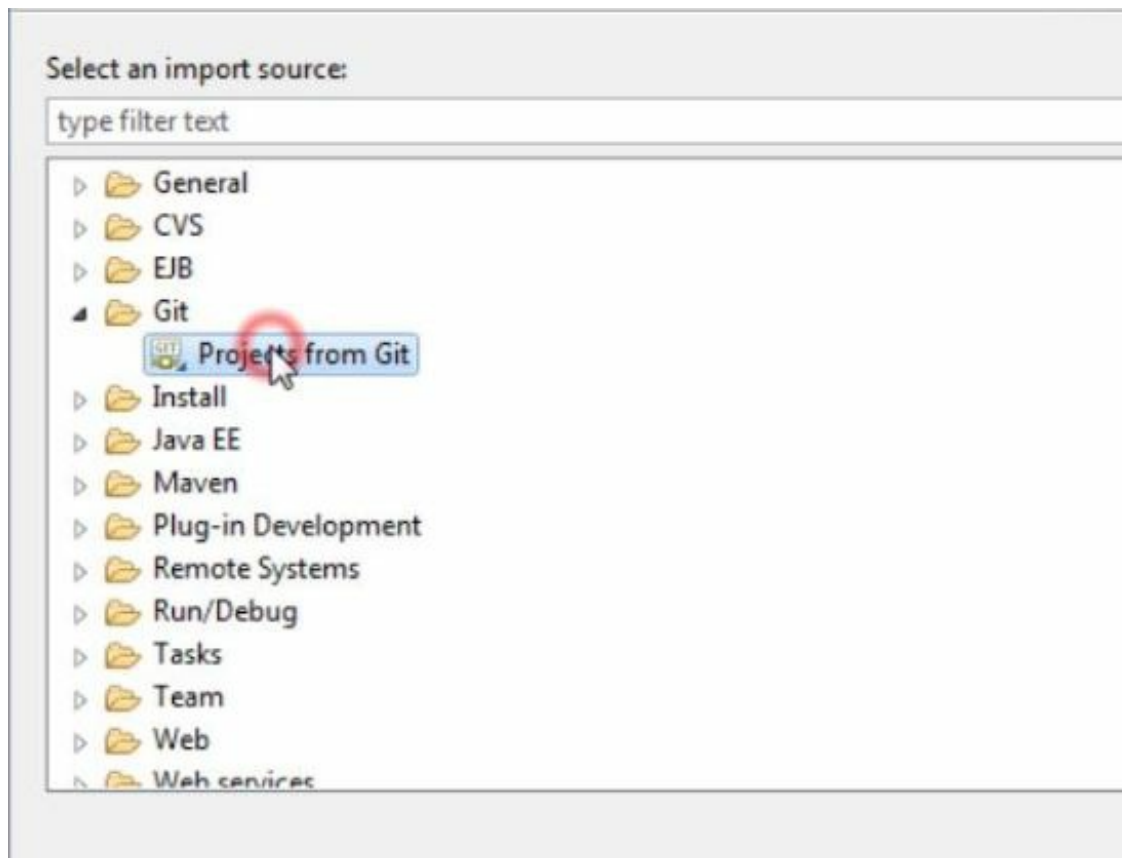 Select an import source:
type filter text
General
CVS
EJB
Git
Projects from Git
Install
Java EE
Maven
Plug-in Development
Remote Systems
Run/Debug
Tasks
Team
Web
Web services